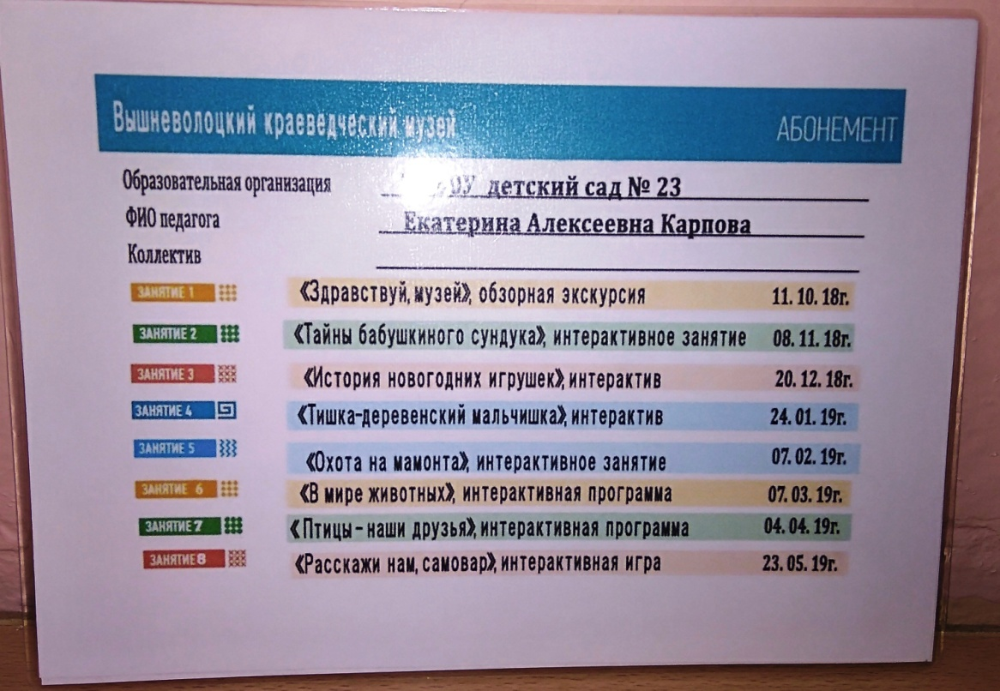 Вышневолоцкий краеведческий музей АБОНЕМЕНТ
Образовательная организация детский сад № 23
ФИО педагога Екатерина Алексеевна Карпова
Коллектив
ЗАНЯТИЕ 1 «Здравствуй, музей», обзорная экскурсия 11. 10. 18г.
ЗАНЯТИЕ 2 «Тайны бабушкиного сундука», интерактивное занятие 08. 11. 18г.
ЗАНЯТИЕ 3 «История новогодних игрушек», интерактив 20. 12. 18г.
ЗАНЯТИЕ 4 «Тишка-деревенский мальчишка», интерактив 24. 01. 19г.
ЗАНЯТИЕ 5 «Охота на мамонта», интерактивное занятие 07. 02. 19г.
ЗАНЯТИЕ 6 «В мире животных», интерактивная программа 07. 03. 19г.
ЗАНЯТИЕ 7 «Птицы – наши друзья», интерактивная программа 04. 04. 19г.
ЗАНЯТИЕ 8 «Расскажи нам, самовар», интерактивная игра 23. 05. 19г.